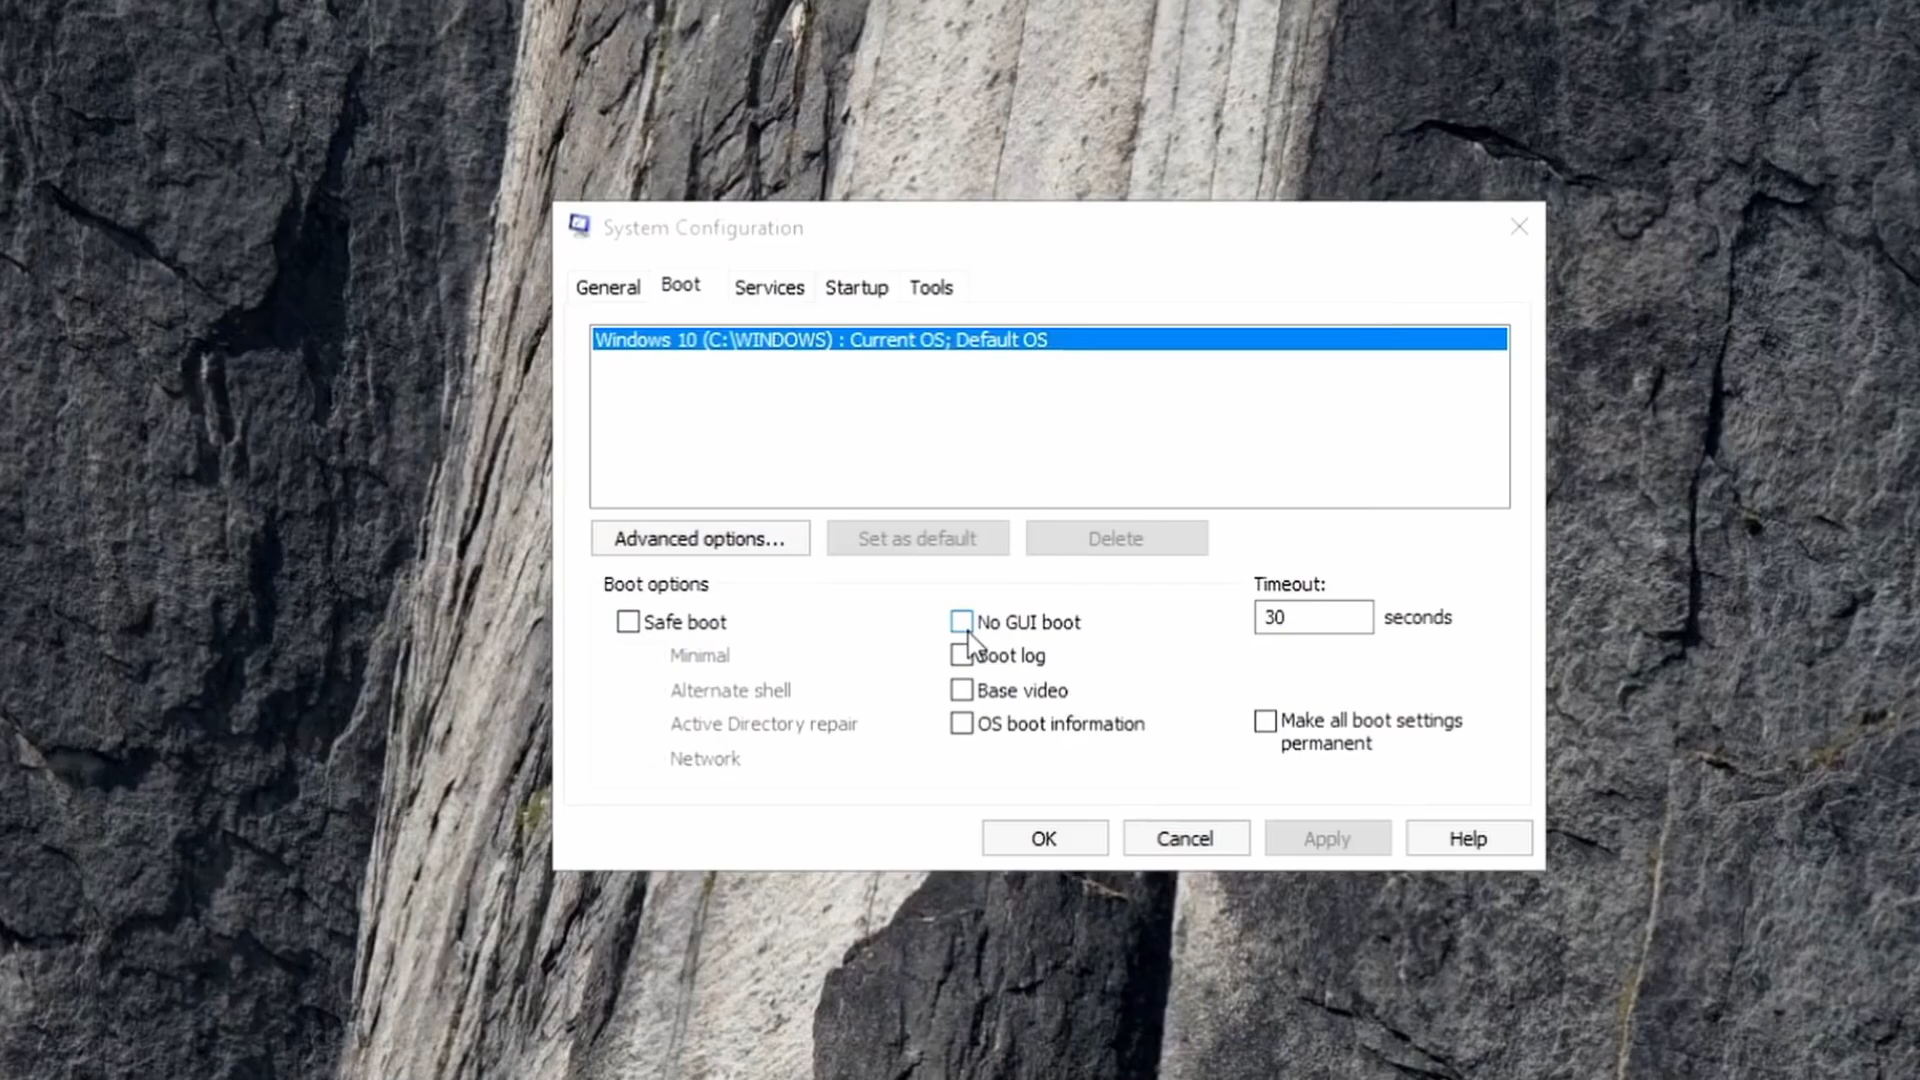 System Configuration
General Boot Services Startup Tools
Windows 10 (C:\WINDOWS) : Current OS; Default OS
Advanced options... Set as default Delete
Boot options
Timeout:
Safe boot
No GUI boot
30 seconds
Minimal
Boot log
Alternate shell
Base video
Active Directory repair
OS boot information
Make all boot settings
permanent
Network
OK Cancel Apply Help